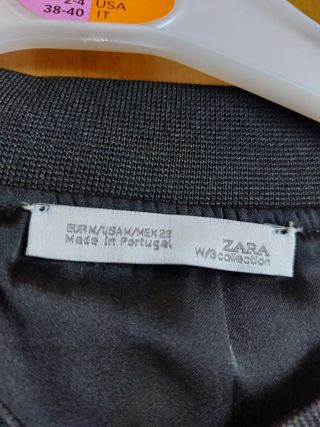 2-4 USA
38-40 IT
EUR M/USA M/MEX 28
Made in Portugal
ZARA
W/B collection